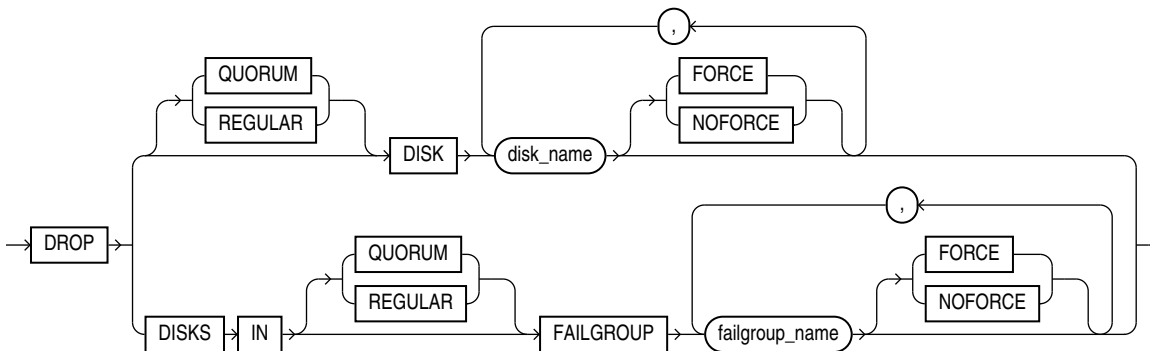 ,
QUORUM FORCE
REGULAR NOFORCE
DISK disk_name
,
DROP
QUORUM FORCE
REGULAR NOFORCE
DISKS IN FAILGROUP failgroup_name